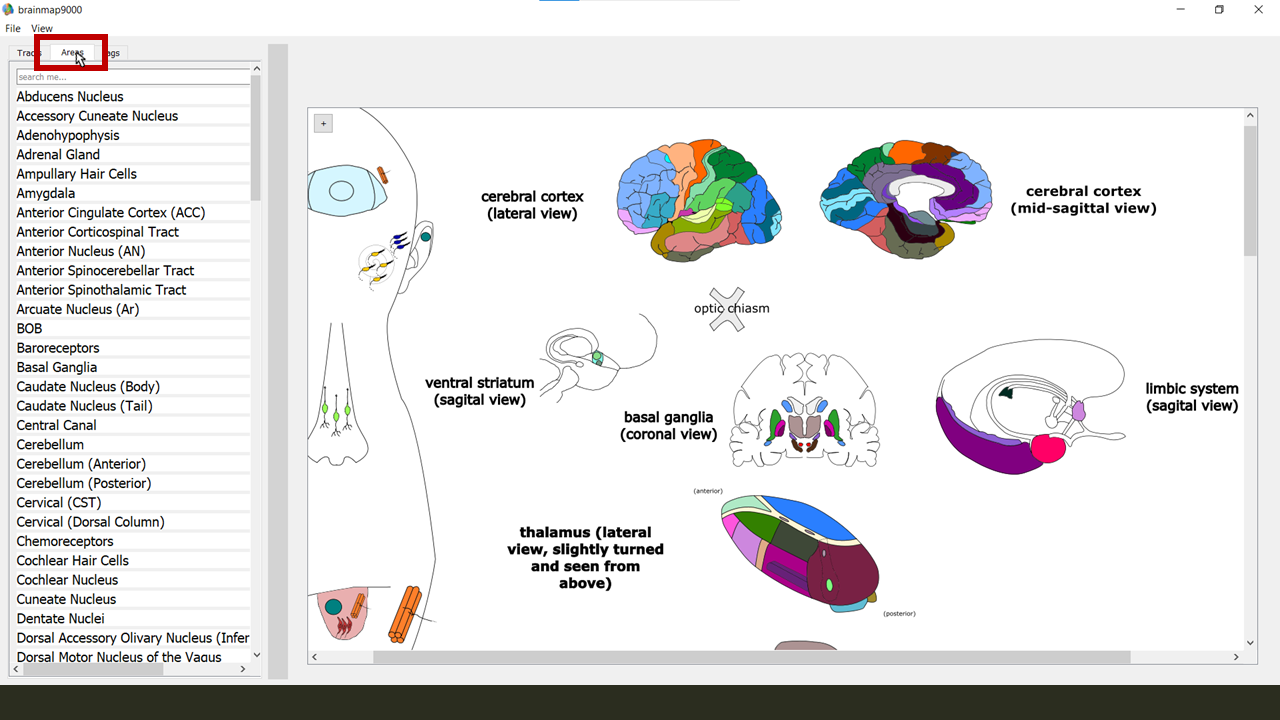 brainmap9000
File View
Areas
search me...
Abducens Nucleus
Accessory Cuneate Nucleus
Adenohypophysis
Adrenal Gland
Ampullary Hair Cells
Amygdala
Anterior Cingulate Cortex (ACC)
Anterior Corticospinal Tract
Anterior Nucleus (AN)
Anterior Spinocerebellar Tract
Anterior Spinothalamic Tract
Arcuate Nucleus (Ar)
BOB
Baroreceptors
Basal Ganglia
Caudate Nucleus (Body)
Caudate Nucleus (Tail)
Central Canal
Cerebellum
Cerebellum (Anterior)
Cerebellum (Posterior)
Cervical (CST)
Cervical (Dorsal Column)
Chemoreceptors
Cochlear Hair Cells
Cochlear Nucleus
Cuneate Nucleus
Dentate Nuclei
Dorsal Accessory Olivary Nucleus (Infer
Dorsal Motor Nucleus of the Vagus
+
cerebral cortex
(lateral view)
cerebral cortex
(mid-sagittal view)
optic chiasm
ventral striatum
(sagital view)
basal ganglia
(coronal view)
limbic system
(sagital view)
(anterior)
thalamus (lateral
view, slightly turned
and seen from
above)
(posterior)